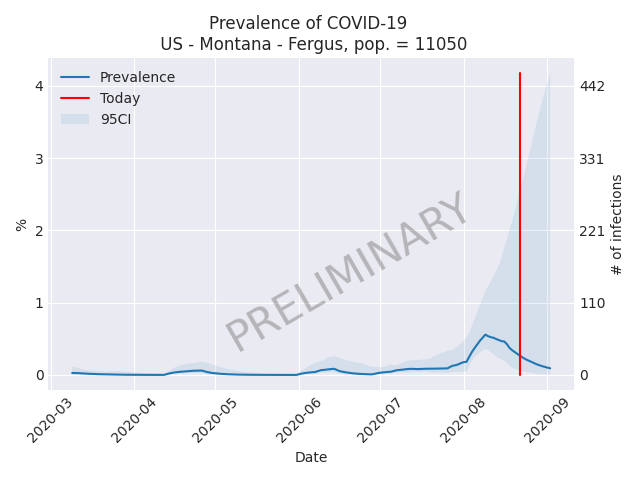 Prevalence of COVID-19
US - Montana - Fergus, pop. = 11050
Prevalence
Today
95CI
4
3
2
1
0
%
442
331
221
110
0
# of infections
PRELIMINARY
2020-03
2020-04
2020-05
2020-06
2020-07
2020-08
2020-09
Date